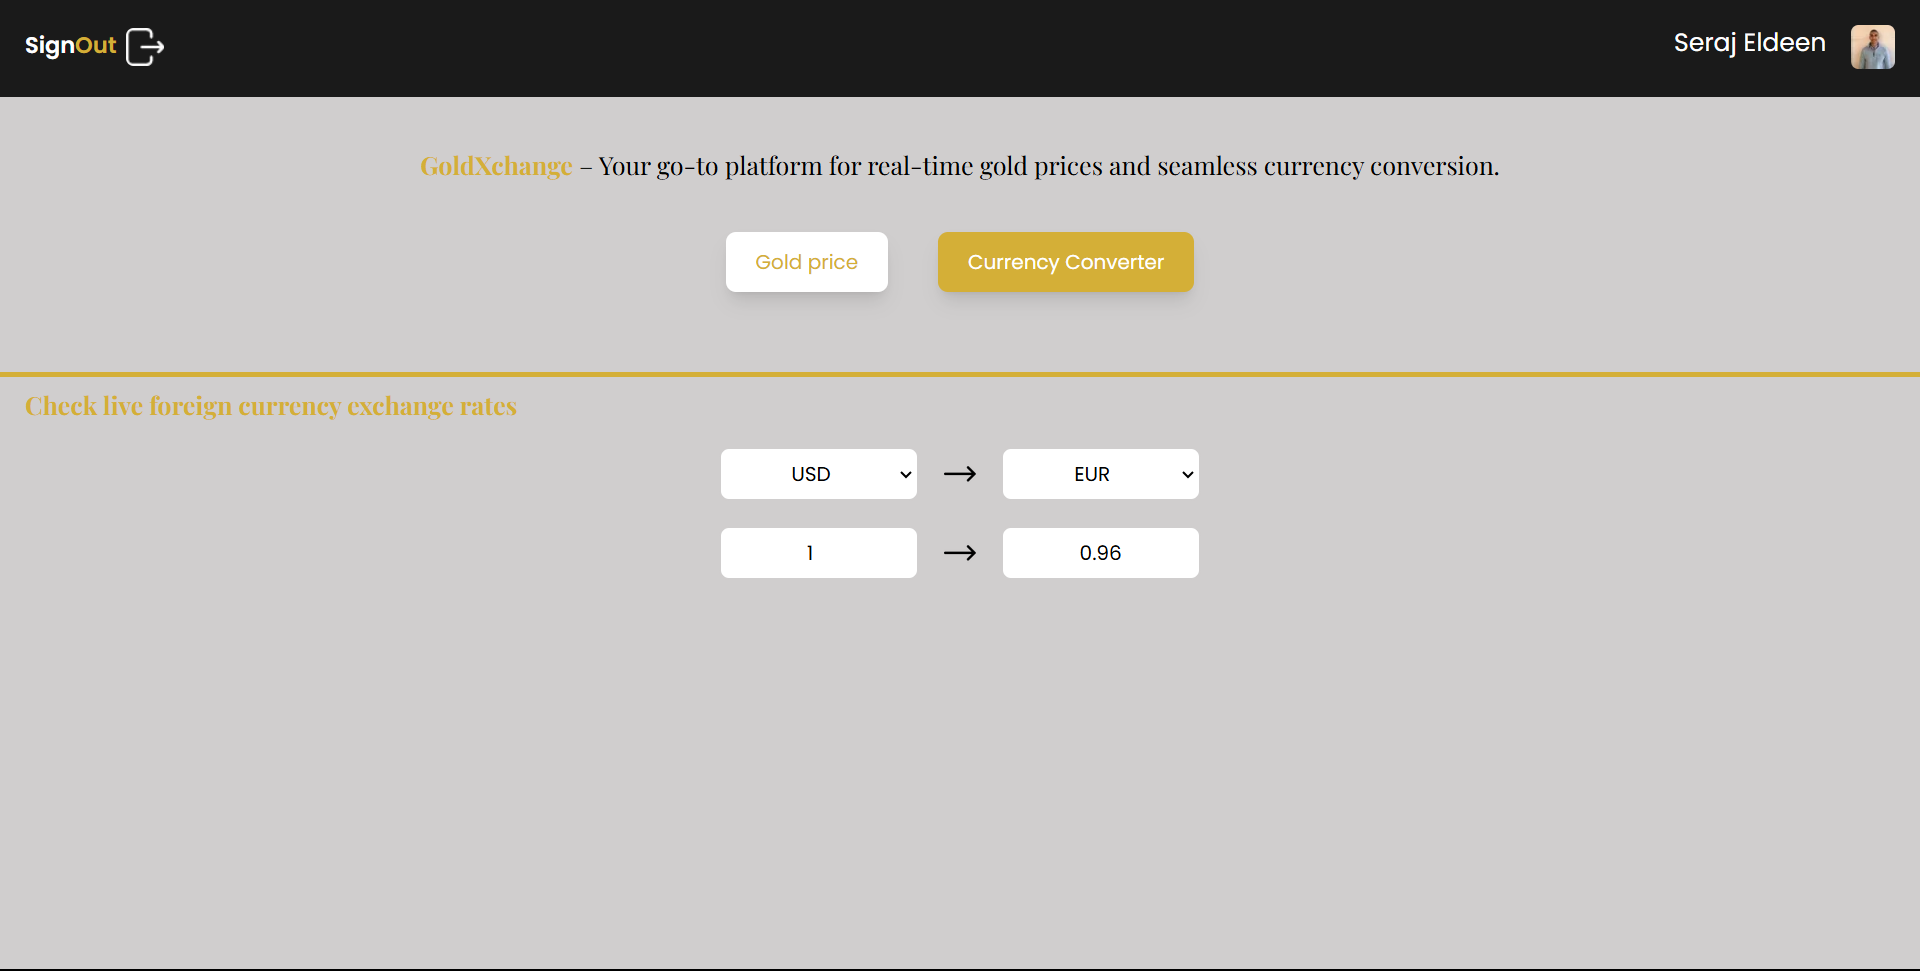 SignOut
Seraj Eldeen
GoldXchange – Your go-to platform for real-time gold prices and seamless currency conversion.
Gold price
Currency Converter
Check live foreign currency exchange rates
USD → EUR
1 → 0.96